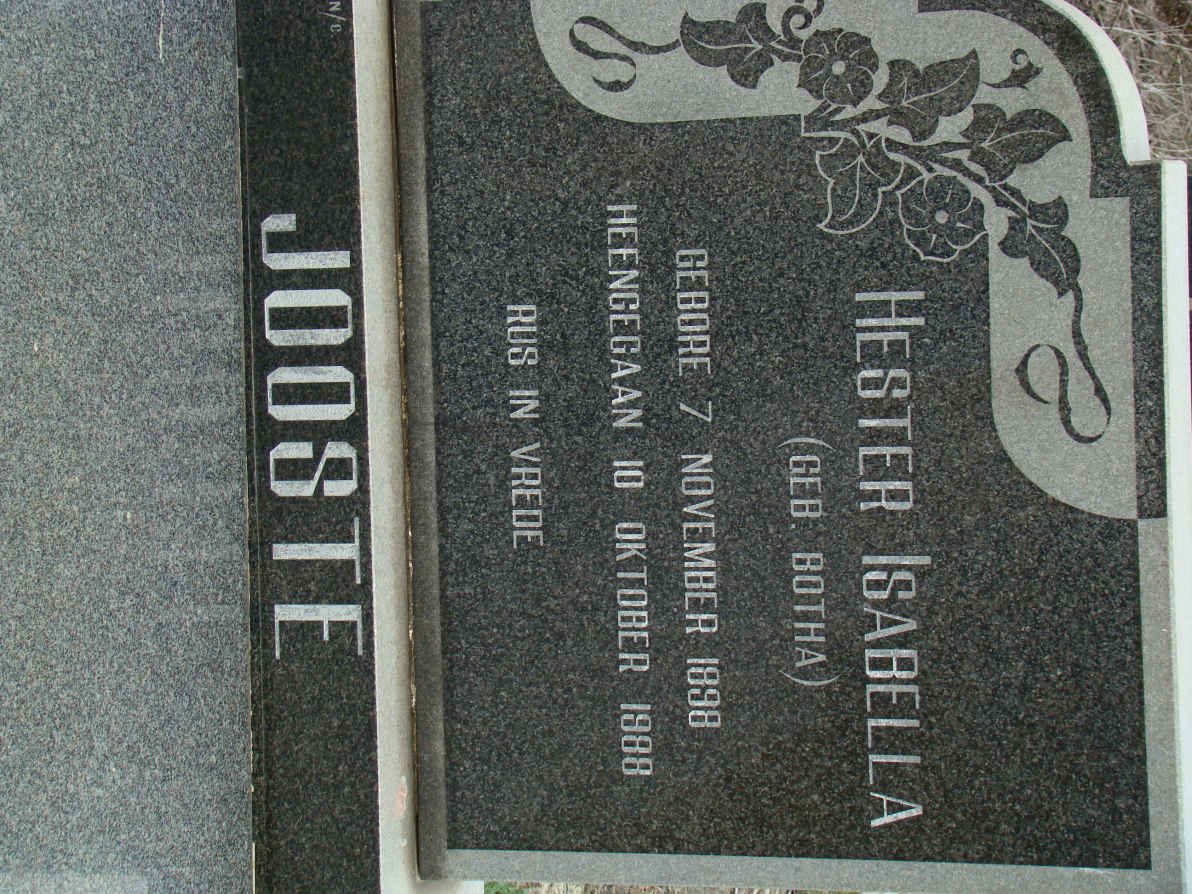 HESTER ISABELLA
(GEB. BOTHA)
GEBORE 7 NOVEMBER 1898
HEENGEGAAN 10 OKTOBER 1988
RUS IN VREDE
N/C.
JOOSTE